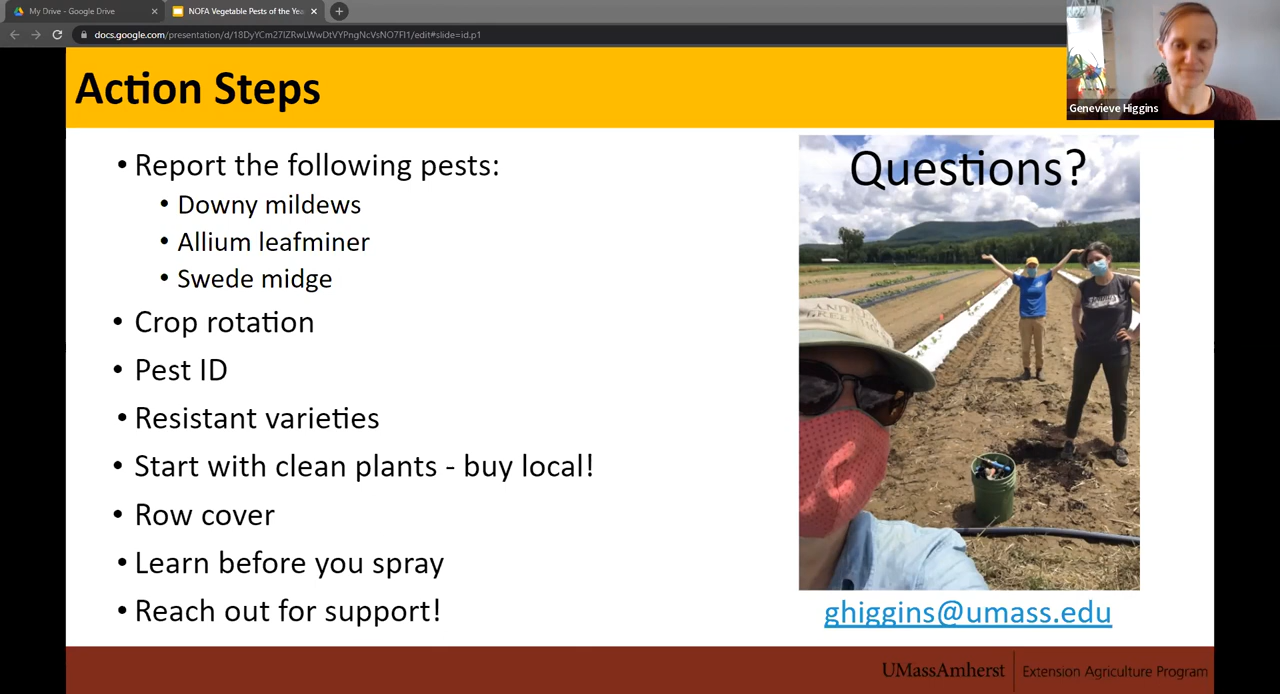 My Drive - Google Drive
NOFA Vegetable Pests of the Yea
docs.google.com/presentation/d/18DyYCm27lZRwLWwDtVYPngNcVsNO7FI1/edit#slide=id.p1
Genevieve Higgins
Action Steps
• Report the following pests:
• Downy mildews
• Allium leafminer
• Swede midge
• Crop rotation
• Pest ID
• Resistant varieties
• Start with clean plants - buy local!
• Row cover
• Learn before you spray
• Reach out for support!
Questions?
ghiggins@umass.edu
UMassAmherst | Extension Agriculture Program